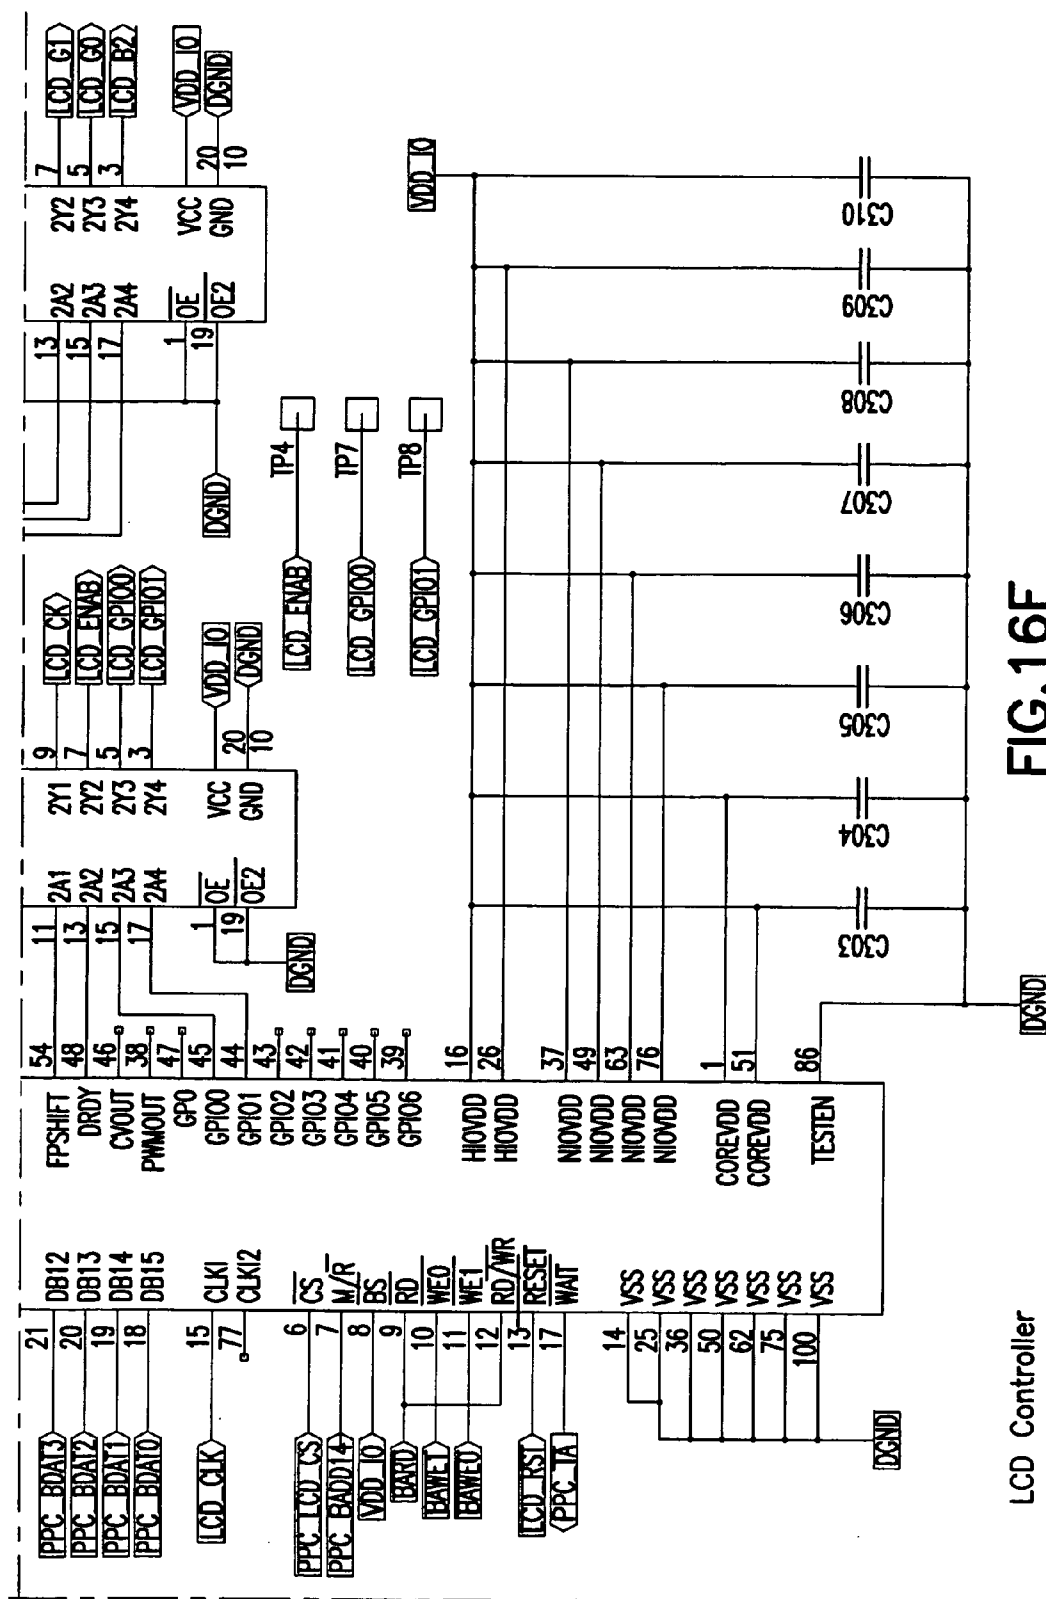 PPC_BDAT3 21 DB12
PPC_BDAT2 20 DB13
PPC_BDAT1 19 DB14
PPC_BDAT0 18 DB15
LCD_CLK 15 CLKI
77 CLKI2
PPC_LCD_CS 6 CS
PPC_BADD14 7 M/R
VDD_IO 8 BS
BARD 9 RD
BAWE1 10 WE0
BAWE0 11 WE1
12 RD/WR
LCD_RST 13 RESET
PPC_TA 17 WAIT
14 VSS
25 VSS
36 VSS
50 VSS
62 VSS
75 VSS
100 VSS
DGND
FPSHIFT 54
DRDY 48
CVOUT 46
PWMOUT 38
GPO 47
GPIO0 45
GPIO1 44
GPIO2 43
GPIO3 42
GPIO4 41
GPIO5 40
GPIO6 39
HIOVDD 16
HIOVDD 26
NIOVDD 37
NIOVDD 49
NIOVDD 63
NIOVDD 76
COREVDD 1
COREVDD 51
TESTEN 86
DGND
11 2A1 2Y1 9 LCD_CK
13 2A2 2Y2 7 LCD_ENAB
15 2A3 2Y3 5 LCD_GPIO0
17 2A4 2Y4 3 LCD_GPIO1
1 OE VCC 20 VDD_IO
19 OE2 GND 10 DGND
DGND
LCD_ENAB TP4
LCD_GPIO0 TP7
LCD_GPIO1 TP8
13 2A2 2Y2 7 LCD_G1
15 2A3 2Y3 5 LCD_G0
17 2A4 2Y4 3 LCD_B2
1 OE VCC 20 VDD_IO
19 OE2 GND 10 DGND
DGND
VDD_IO
C303
C304
C305
C306
C307
C308
C309
C310
LCD Controller